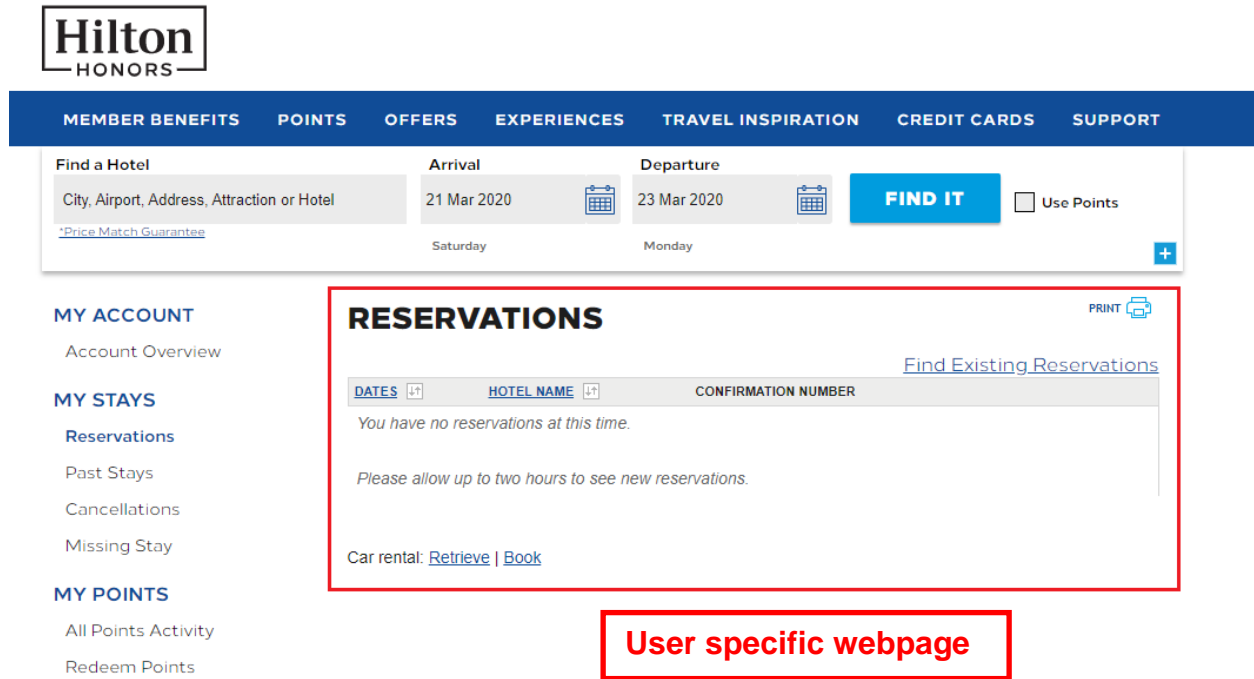 Hilton
HONORS
MEMBER BENEFITS POINTS OFFERS EXPERIENCES TRAVEL INSPIRATION CREDIT CARDS SUPPORT
Find a Hotel Arrival Departure
City, Airport, Address, Attraction or Hotel 21 Mar 2020 23 Mar 2020 FIND IT Use Points
*Price Match Guarantee
Saturday Monday
+
MY ACCOUNT
Account Overview
MY STAYS
Reservations
Past Stays
Cancellations
Missing Stay
MY POINTS
All Points Activity
Redeem Points
RESERVATIONS
PRINT
Find Existing Reservations
DATES HOTEL NAME CONFIRMATION NUMBER
You have no reservations at this time.
Please allow up to two hours to see new reservations.
Car rental: Retrieve | Book
User specific webpage